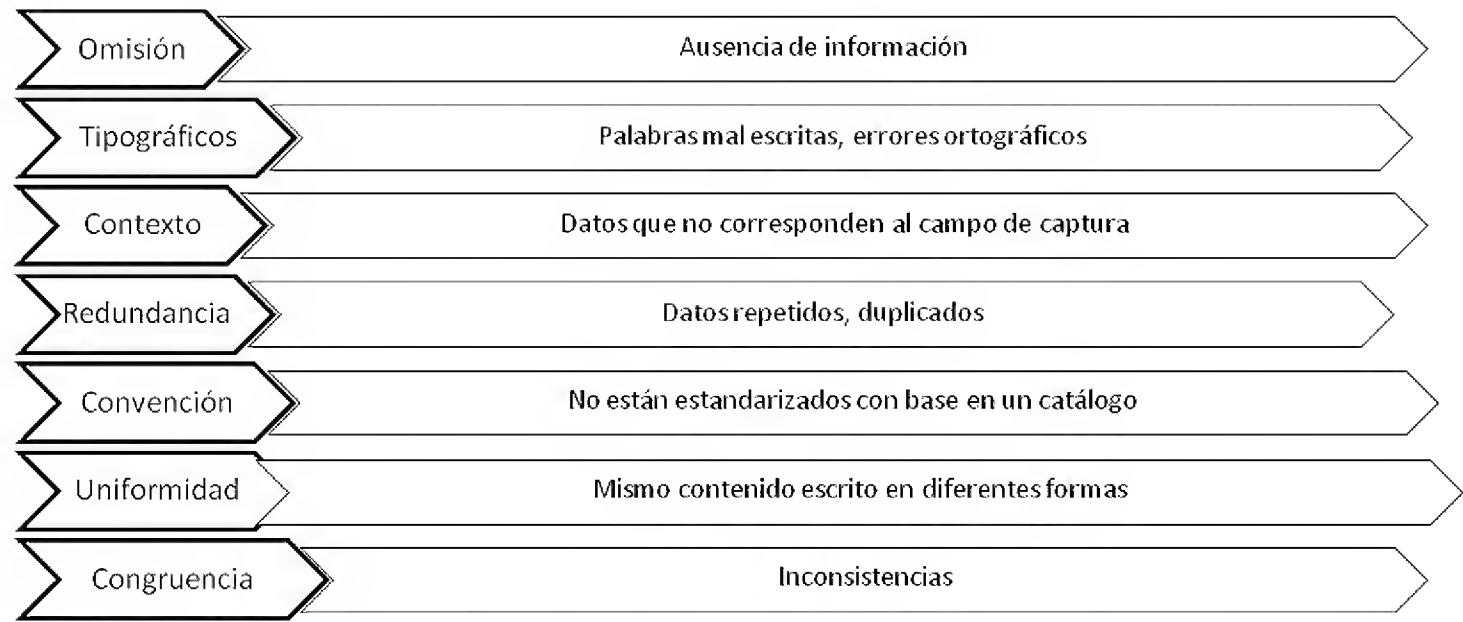 Omisión
Ausencia de información
Tipográficos
Palabras mal escritas, errores ortográficos
Contexto
Datos que no corresponden al campo de captura
Redundancia
Datos repetidos, duplicados
Convención
No están estandarizados con base en un catálogo
Uniformidad
Mismo contenido escrito en diferentes formas
Congruencia
Inconsistencias